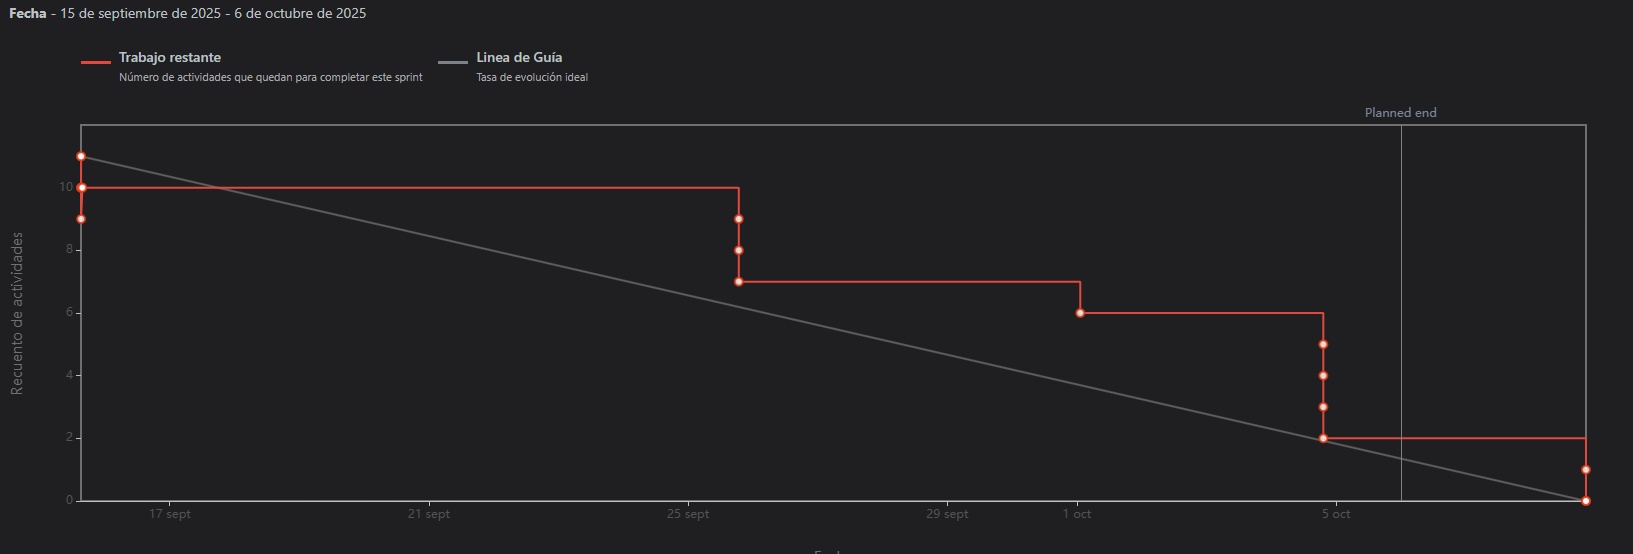 Fecha - 15 de septiembre de 2025 - 6 de octubre de 2025
Trabajo restante
Número de actividades que quedan para completar este sprint
Linea de Guía
Tasa de evolución ideal
Planned end
Recuento de actividades
10
8
6
4
2
0
17 sept
21 sept
25 sept
29 sept
1 oct
5 oct